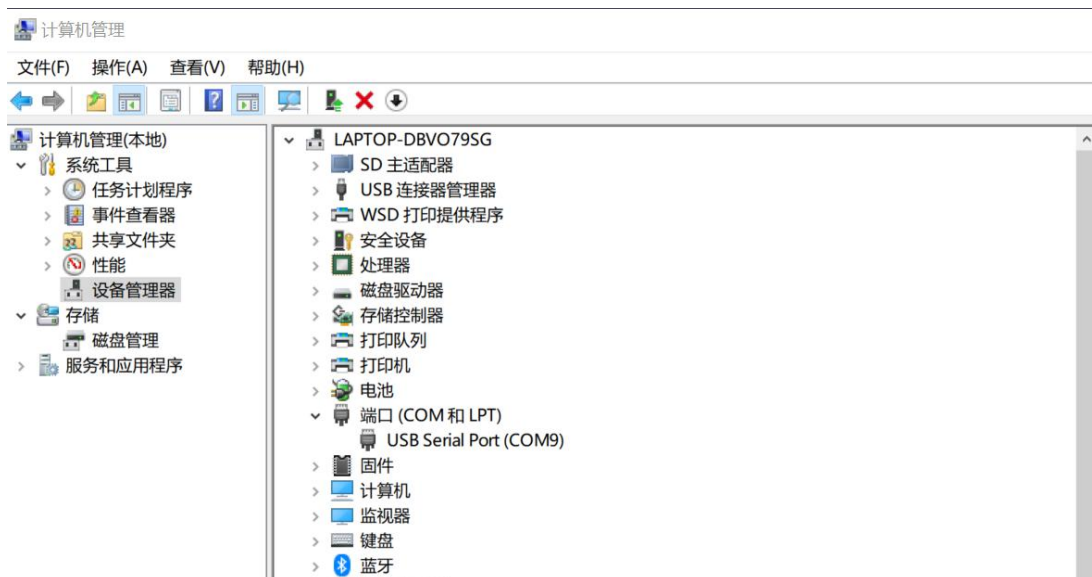 计算机管理
文件(F) 操作(A) 查看(V) 帮助(H)
计算机管理(本地)
系统工具
任务计划程序
事件查看器
共享文件夹
性能
设备管理器
存储
磁盘管理
服务和应用程序
LAPTOP-DBVO79SG
SD 主适配器
USB 连接器管理器
WSD 打印提供程序
安全设备
处理器
磁盘驱动器
存储控制器
打印队列
打印机
电池
端口 (COM 和 LPT)
USB Serial Port (COM9)
固件
计算机
监视器
键盘
蓝牙